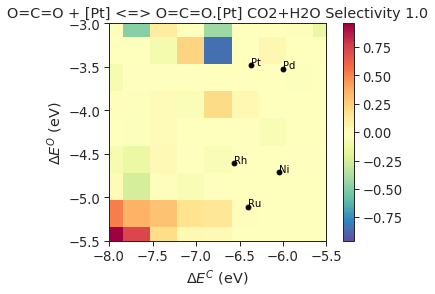 O=C=O + [Pt] <=> O=C=O.[Pt] CO2+H2O Selectivity 1.0
−3.0
−3.5
−4.0
−4.5
−5.0
−5.5
ΔE^O (eV)
Pt
Pd
Rh
Ni
Ru
−8.0 −7.5 −7.0 −6.5 −6.0 −5.5
ΔE^C (eV)
0.75
0.50
0.25
0.00
−0.25
−0.50
−0.75